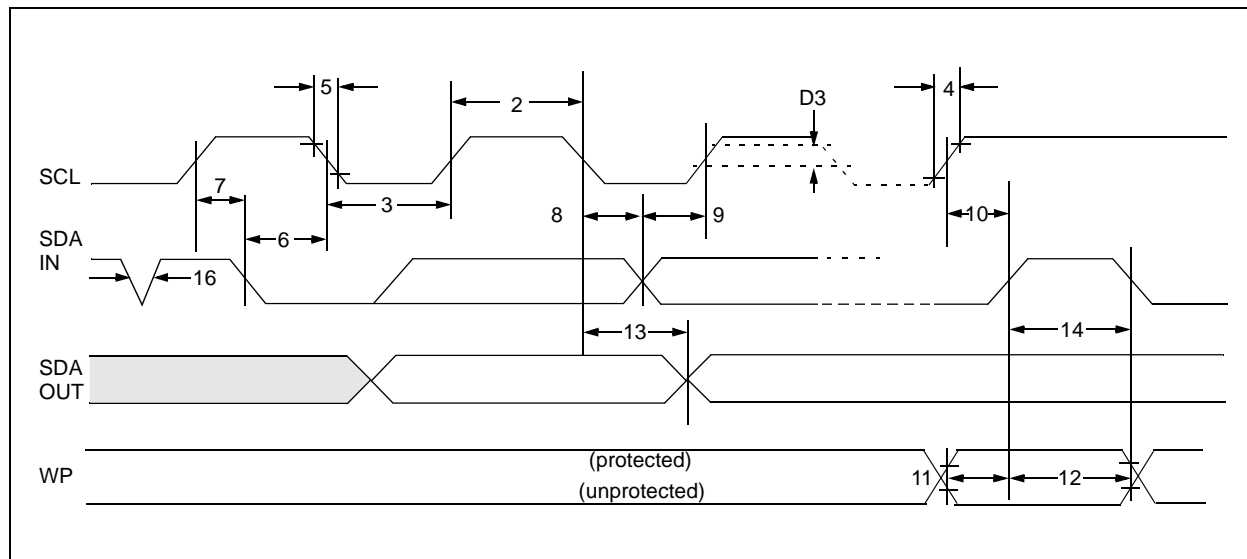 5
2
D3
4
SCL
7
3
8
9
10
6
SDA
IN
16
13
14
SDA
OUT
(protected)
WP
11
12
(unprotected)